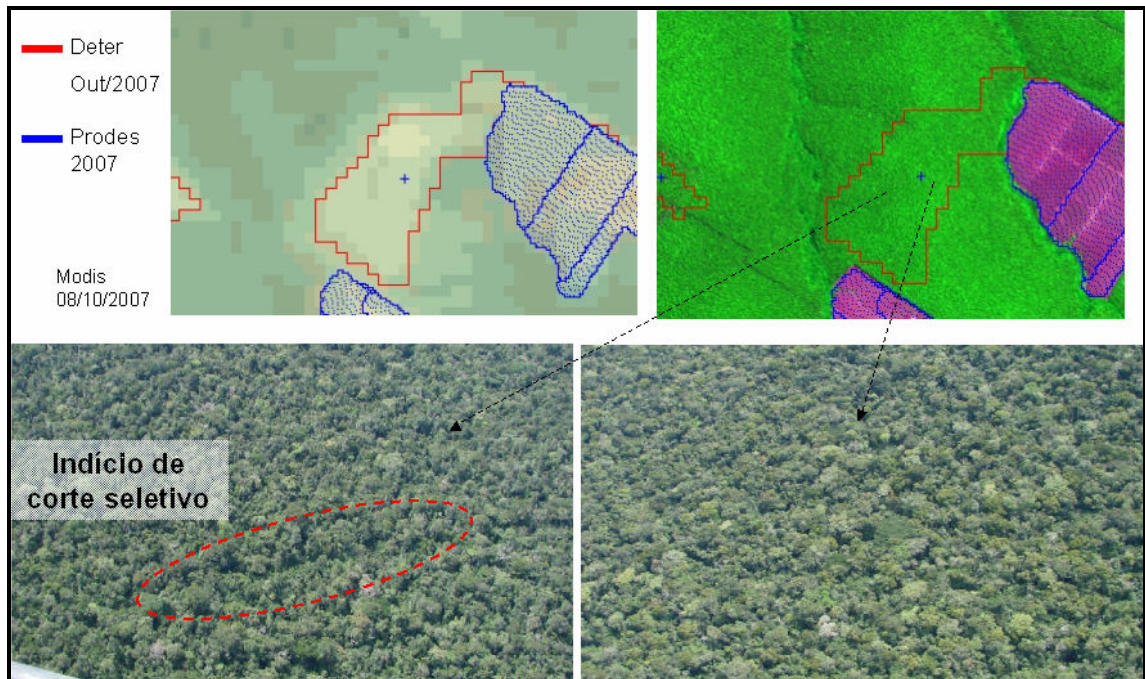 Deter
Out/2007
Prodes
2007
Modis
08/10/2007
Indício de
corte seletivo